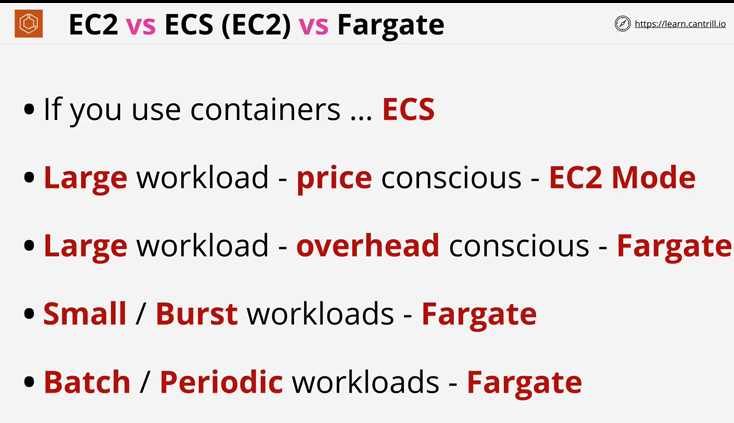 EC2 vs ECS (EC2) vs Fargate
https://learn.cantrill.io
• If you use containers ... ECS
• Large workload - price conscious - EC2 Mode
• Large workload - overhead conscious - Fargate
• Small / Burst workloads - Fargate
• Batch / Periodic workloads - Fargate